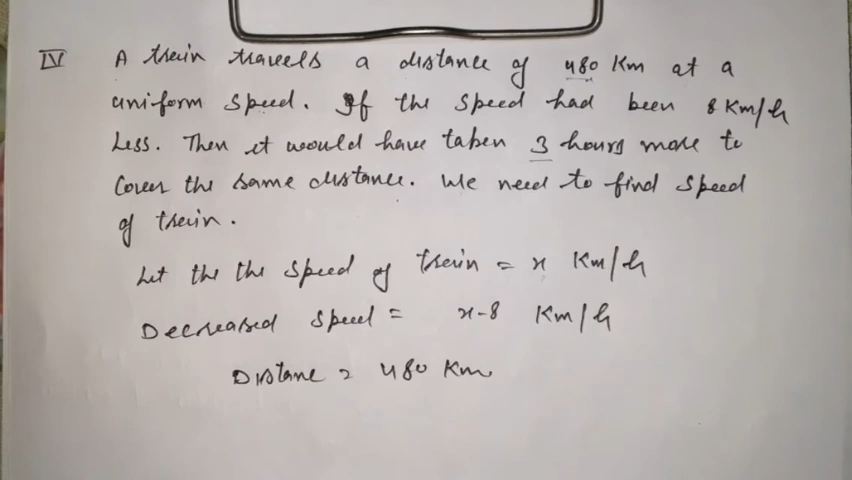 IV A train travels a distance of 480 Km at a
uniform speed. If the speed had been 8 Km/h
Less. Then it would have taken 3 hours more to
Cover the same distance. We need to find speed
of train.
Let the the speed of train = x Km/h
Decreased speed = x-8 Km/h
Distane = 480 Km